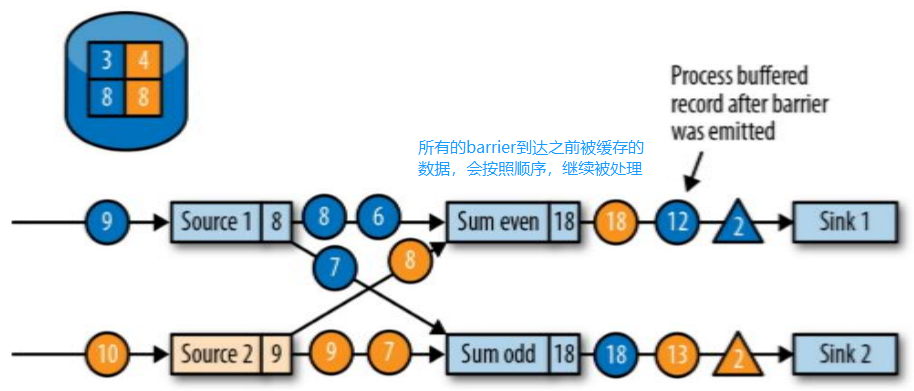 3 4
8 8
Process buffered
record after barrier
was emitted
所有的barrier到达之前被缓存的
数据，会按照顺序，继续被处理
9 Source 1 8 8 6 Sum even 18 18 12 2 Sink 1
7 8
10 Source 2 9 9 7 Sum odd 18 18 13 2 Sink 2